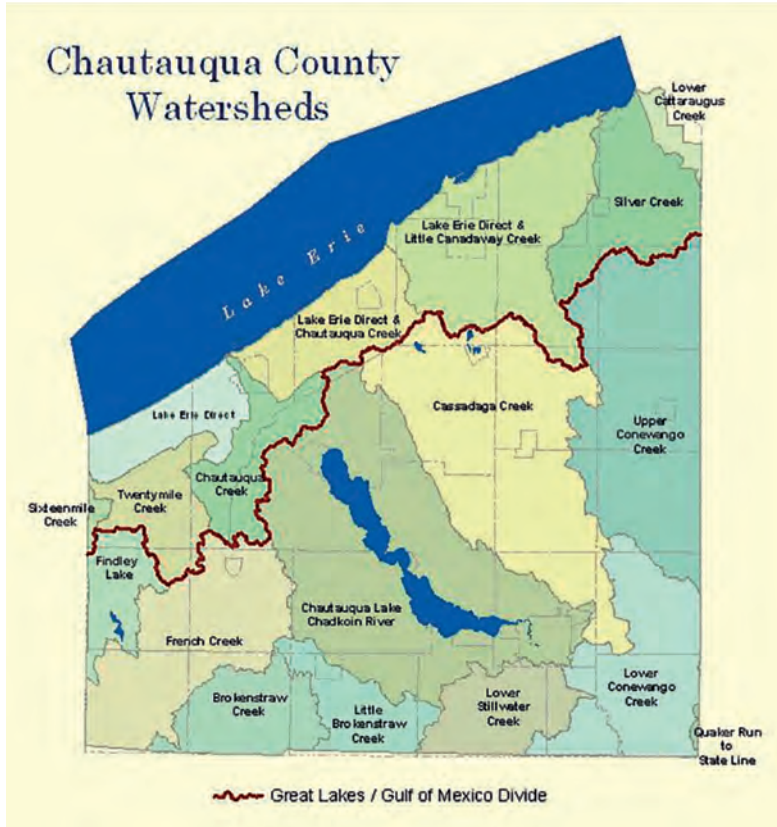 Chautauqua County
Watersheds
Lower
Cattaraugus
Creek
Silver Creek
Lake Erie
Lake Erie Direct &
Little Canadaway Creek
Lake Erie Direct &
Chautauqua Creek
Lake Erie Direct
Cassadaga Creek
Upper
Conewango
Creek
Chautauqua
Creek
Twentymile
Creek
Sixteenmile
Creek
Findley
Lake
Chautauqua Lake
Chadkoin River
French Creek
Brokenstraw
Creek
Little
Brokenstraw
Creek
Lower
Stillwater
Creek
Lower
Conewango
Creek
Quaker Run
to
State Line
Great Lakes / Gulf of Mexico Divide